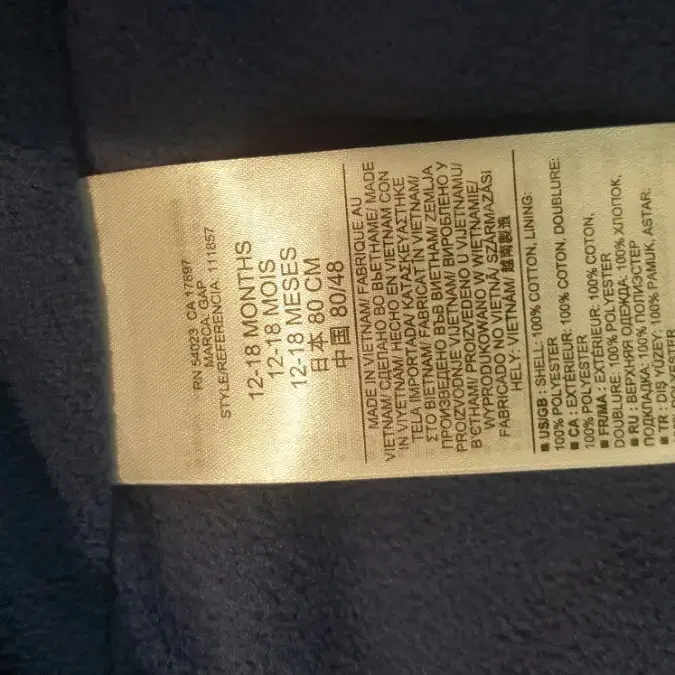 RN 54023 CA 17897
MARCA: GAP
STYLE/REFERENCIA: 111857
12-18 MONTHS
12-18 MOIS
12-18 MESES
日本 80 CM
中国 80/48
MADE IN VIETNAM/ FABRIQUE AU
VIETNAM/ СДЕЛАНО ВО ВЬЕТНАМЕ/ MADE
IN VIYETNAM/ HECHO EN VIETNAM CON
TELA IMPORTADA/ ΚΑΤΑΣΚΕΥΑΣΤΗΚΕ
ΣΤΟ ΒΙΕΤΝΑΜ/ FABRICAT IN VIETNAM/
ПРОИЗВЕДЕНО ВЪВ ВИЕТНАМ/ ZEMLJA
PROIZVODNJE VIJETNAM/ ВИРОБЛЕНО У
В'ЄТНАМІ/ PROIZVEDENO U VIJETNAMU/
WYPRODUKOWANO W WIETNAMIE/
FABRICADO NO VIETNÃ/ SZÁRMAZÁSI
HELY: VIETNÁM/ 越南製造
■ US/GB : SHELL: 100% COTTON, LINING:
100% POLYESTER
■ CA : EXTÉRIEUR: 100% COTON, DOUBLURE:
100% POLYESTER
■ FR/MA : EXTÉRIEUR: 100% COTON,
DOUBLURE: 100% POLYESTER
■ RU : ВЕРХНЯЯ ОДЕЖДА: 100% ХЛОПОК,
ПОДКЛАДКА: 100% ПОЛИЭСТЕР
■ TR : DIŞ YÜZEY: 100% PAMUK, ASTAR: